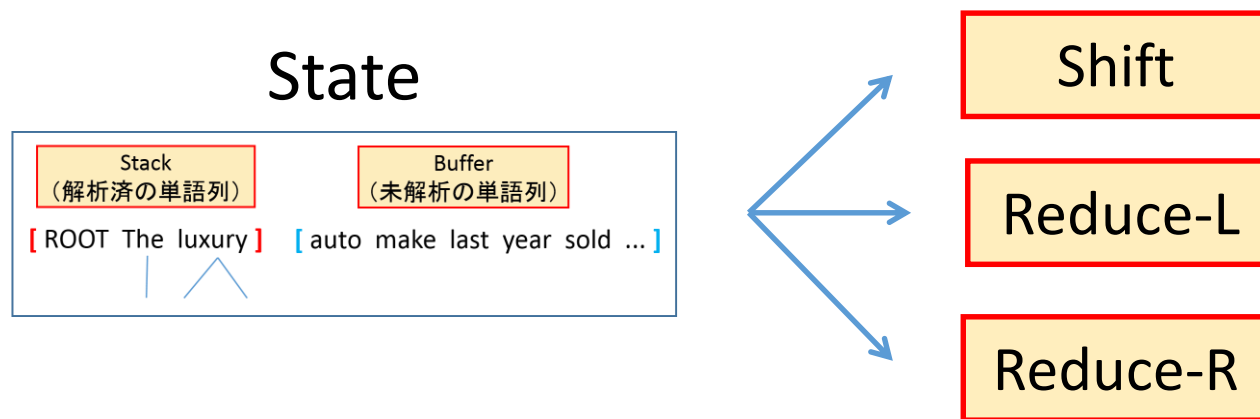 State
Stack
（解析済の単語列）
Buffer
（未解析の単語列）
[ ROOT The luxury ]
[ auto make last year sold ... ]
Shift
Reduce-L
Reduce-R